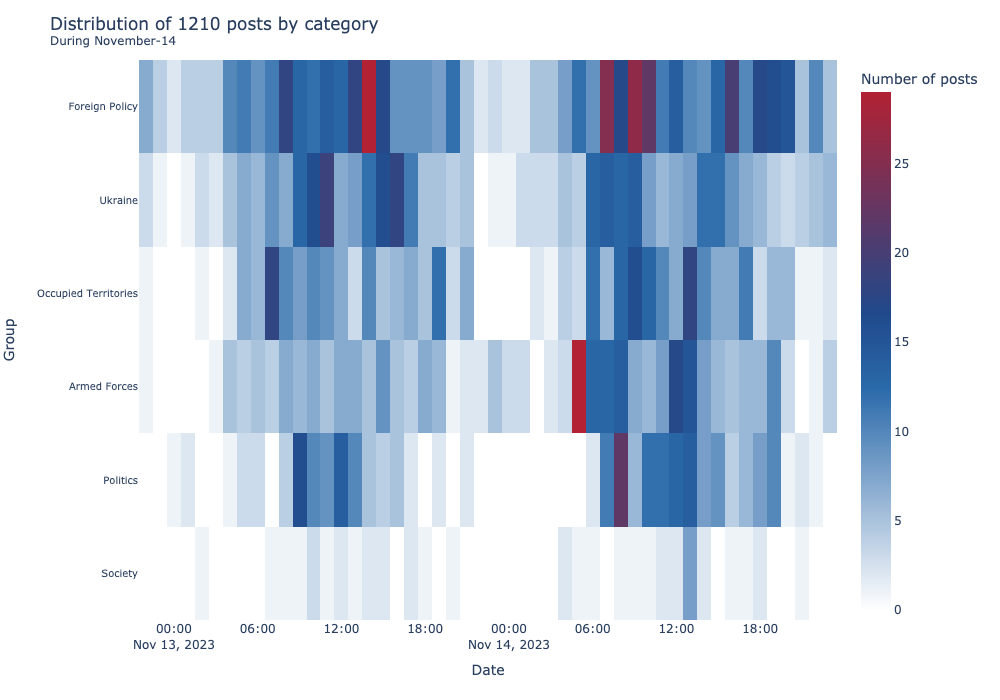 Distribution of 1210 posts by category
During November-14
Number of posts
Foreign Policy
Ukraine
Occupied Territories
Armed Forces
Politics
Society
Group
25
20
15
10
5
0
00:00
Nov 13, 2023
06:00
12:00
18:00
00:00
Nov 14, 2023
06:00
12:00
18:00
Date